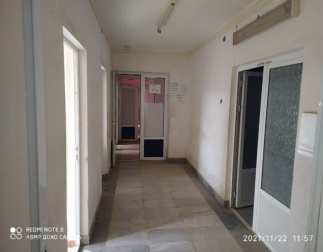 REDMI NOTE 8
48MP QUAD CAMERA
2021/11/22 11:57